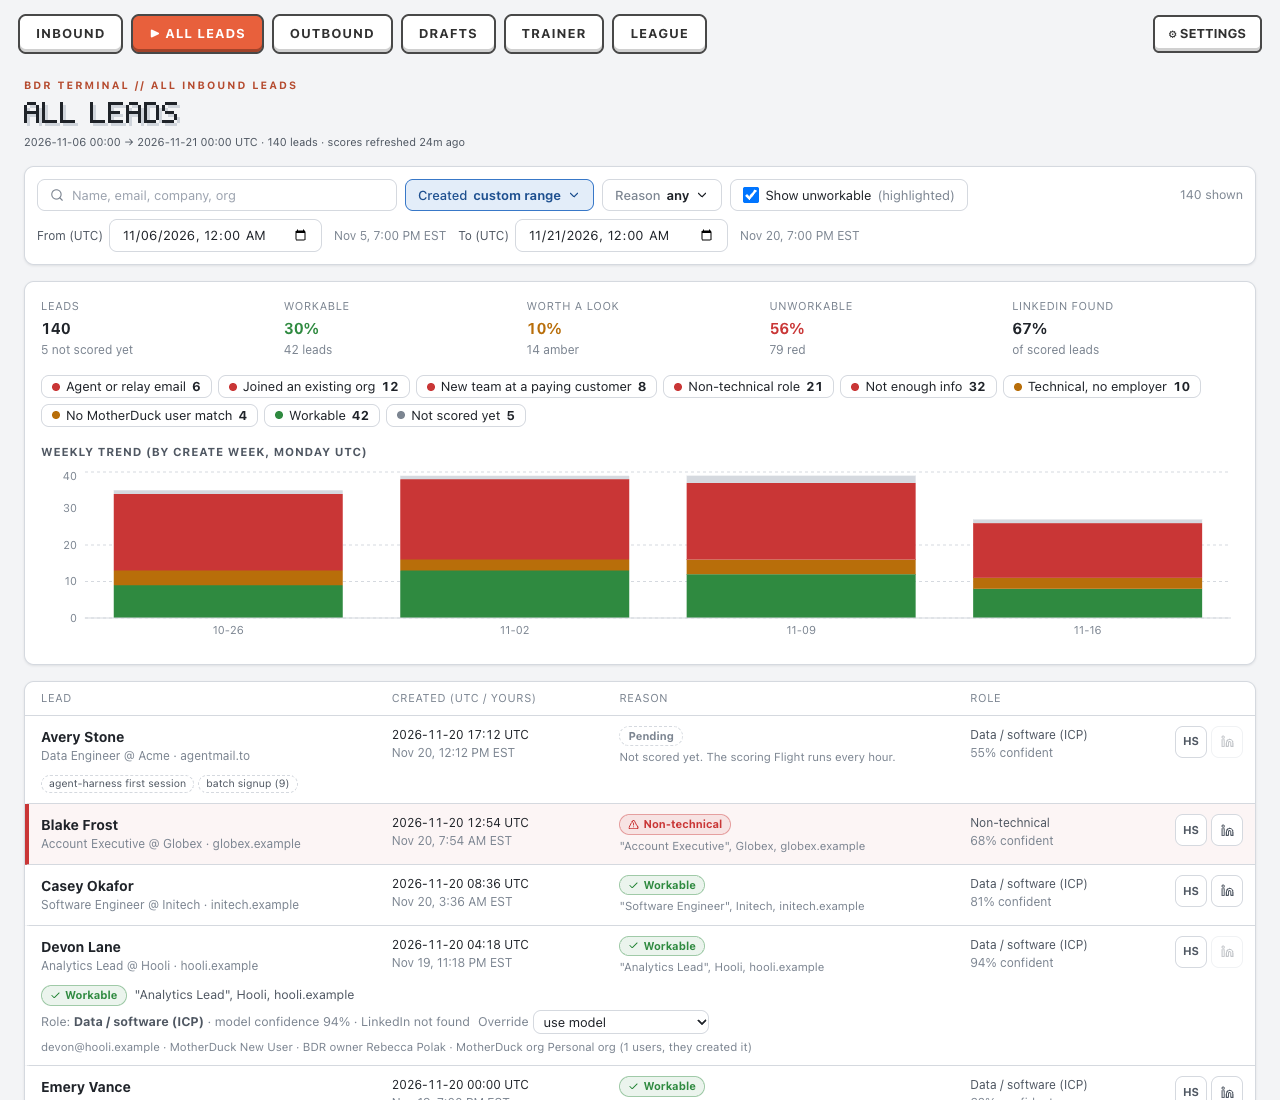 INBOUND
▶ ALL LEADS
OUTBOUND
DRAFTS
TRAINER
LEAGUE
⚙ SETTINGS
BDR TERMINAL // ALL INBOUND LEADS
ALL LEADS
2026-11-06 00:00 → 2026-11-21 00:00 UTC · 140 leads · scores refreshed 24m ago
Name, email, company, org
Created custom range
Reason any
Show unworkable (highlighted)
140 shown
From (UTC) 11/06/2026, 12:00 AM Nov 5, 7:00 PM EST To (UTC) 11/21/2026, 12:00 AM Nov 20, 7:00 PM EST
LEADS
140
5 not scored yet
WORKABLE
30%
42 leads
WORTH A LOOK
10%
14 amber
UNWORKABLE
56%
79 red
LINKEDIN FOUND
67%
of scored leads
Agent or relay email 6
Joined an existing org 12
New team at a paying customer 8
Non-technical role 21
Not enough info 32
Technical, no employer 10
No MotherDuck user match 4
Workable 42
Not scored yet 5
WEEKLY TREND (BY CREATE WEEK, MONDAY UTC)
40
30
20
10
0
10-26
11-02
11-09
11-16
LEAD
CREATED (UTC / YOURS)
REASON
ROLE
Avery Stone
Data Engineer @ Acme · agentmail.to
agent-harness first session
batch signup (9)
2026-11-20 17:12 UTC
Nov 20, 12:12 PM EST
Pending
Not scored yet. The scoring Flight runs every hour.
Data / software (ICP)
55% confident
HS
in
Blake Frost
Account Executive @ Globex · globex.example
2026-11-20 12:54 UTC
Nov 20, 7:54 AM EST
Non-technical
"Account Executive", Globex, globex.example
Non-technical
68% confident
HS
in
Casey Okafor
Software Engineer @ Initech · initech.example
2026-11-20 08:36 UTC
Nov 20, 3:36 AM EST
Workable
"Software Engineer", Initech, initech.example
Data / software (ICP)
81% confident
HS
in
Devon Lane
Analytics Lead @ Hooli · hooli.example
2026-11-20 04:18 UTC
Nov 19, 11:18 PM EST
Workable
"Analytics Lead", Hooli, hooli.example
Data / software (ICP)
94% confident
HS
in
Workable "Analytics Lead", Hooli, hooli.example
Role: Data / software (ICP) · model confidence 94% · LinkedIn not found Override use model
devon@hooli.example · MotherDuck New User · BDR owner Rebecca Polak · MotherDuck org Personal org (1 users, they created it)
Emery Vance
2026-11-20 00:00 UTC
Workable
Data / software (ICP)
HS
in